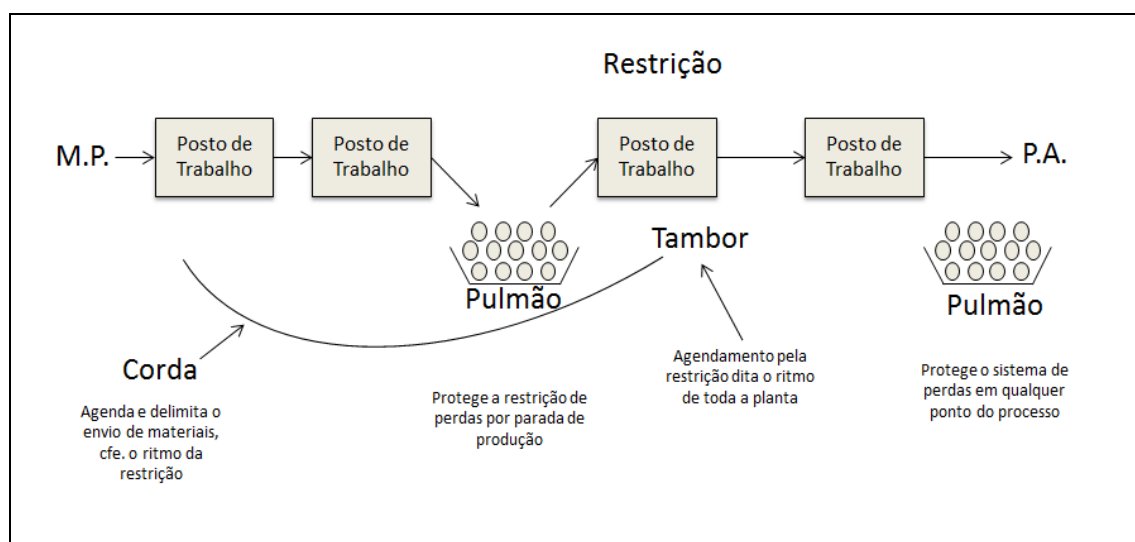 Restrição
M.P.
Posto de
Trabalho
Posto de
Trabalho
Posto de
Trabalho
Posto de
Trabalho
P.A.
Pulmão
Tambor
Pulmão
Corda
Agenda e delimita o
envio de materiais,
cfe. o ritmo da
restrição
Protege a restrição de
perdas por parada de
produção
Agendamento pela
restrição dita o ritmo
de toda a planta
Protege o sistema de
perdas em qualquer
ponto do processo